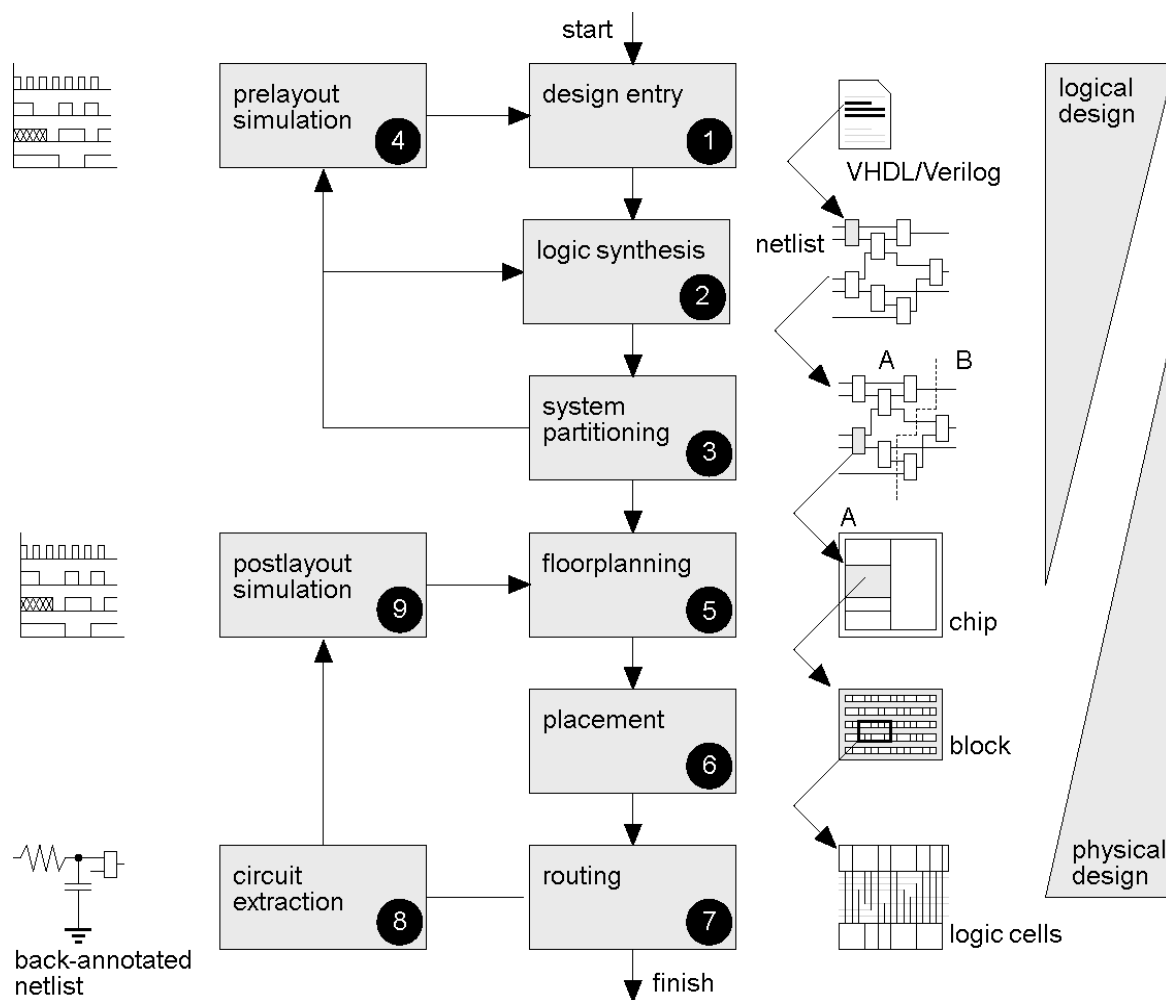 start
prelayout
simulation
4
design entry
1
VHDL/Verilog
logical
design
logic synthesis
2
netlist
system
partitioning
3
A
B
postlayout
simulation
9
floorplanning
5
A
chip
placement
6
block
circuit
extraction
8
routing
7
logic cells
physical
design
back-annotated
netlist
finish